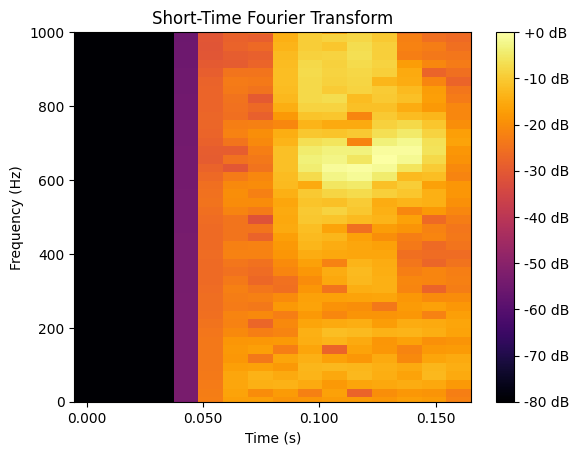 Short-Time Fourier Transform
1000
800
600
400
200
0
Frequency (Hz)
0.000
0.050
0.100
0.150
Time (s)
+0 dB
-10 dB
-20 dB
-30 dB
-40 dB
-50 dB
-60 dB
-70 dB
-80 dB